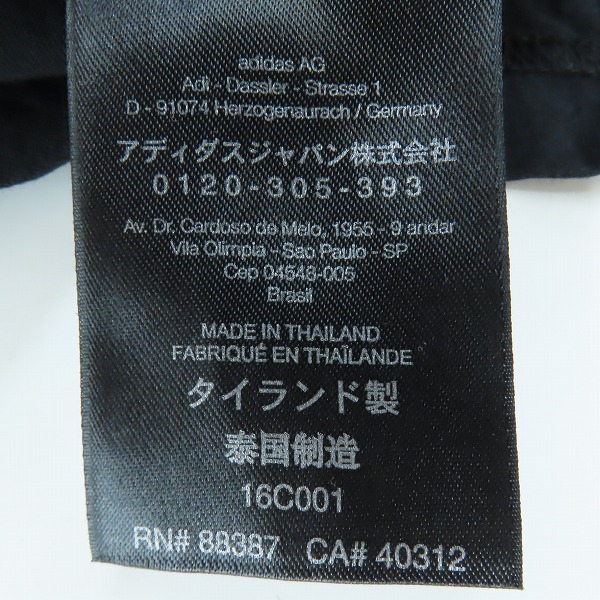 adidas AG
Adi - Dassler - Strasse 1
D - 91074 Herzogenaurach / Germany
アディダスジャパン株式会社
0120-305-393
Av. Dr. Cardoso de Melo, 1955 - 9 andar
Vila Olimpia - Sao Paulo - SP
Cep 04548-005
Brasil
MADE IN THAILAND
FABRIQUÉ EN THAÏLANDE
タイランド製
泰国制造
16C001
RN# 88387 CA# 40312